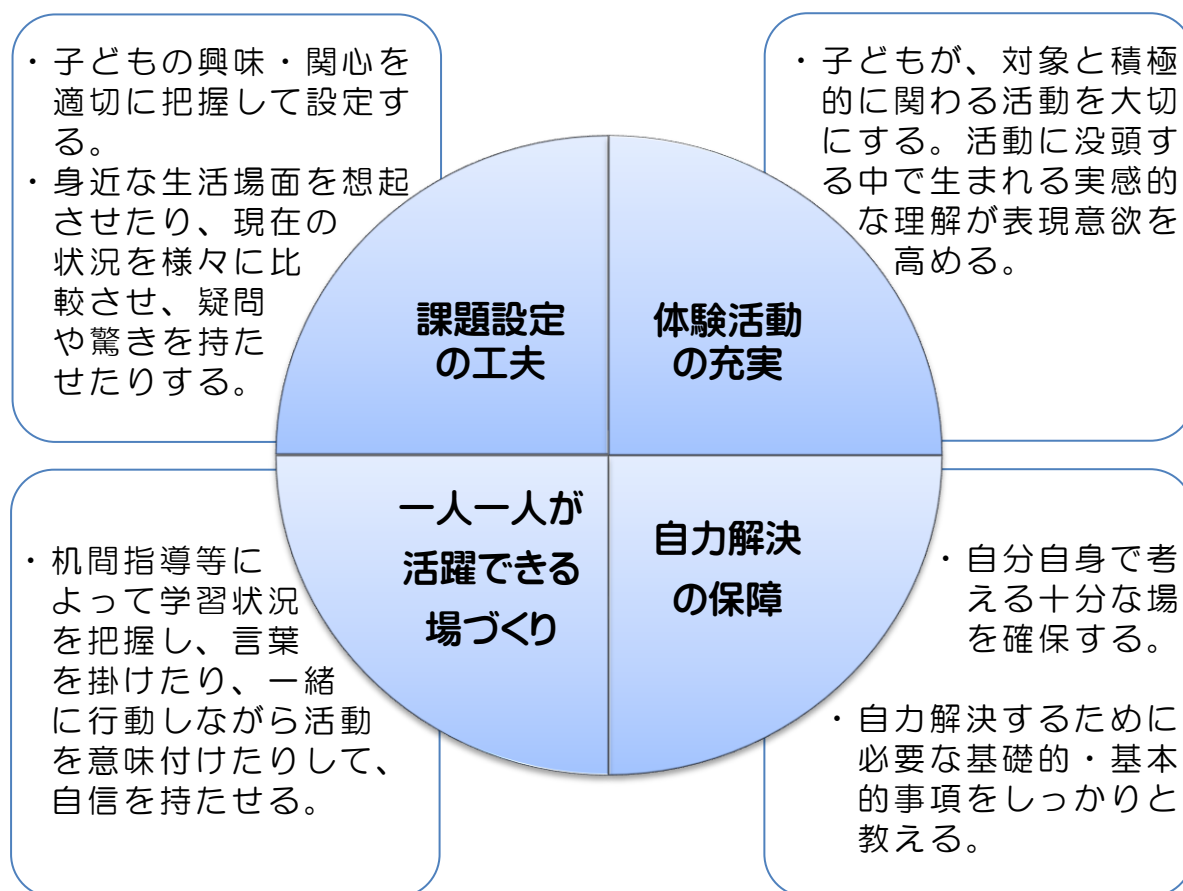 ・子どもの興味・関心を
適切に把握して設定す
る。
・身近な生活場面を想起
させたり、現在の
状況を様々に比
較させ、疑問
や驚きを持た
せたりする。
・子どもが、対象と積極
的に関わる活動を大切
にする。活動に没頭す
る中で生まれる実感的
な理解が表現意欲を
高める。
課題設定
の工夫
体験活動
の充実
一人一人が
活躍できる
場づくり
自力解決
の保障
・机間指導等に
よって学習状況
を把握し、言葉
を掛けたり、一緒
に行動しながら活動
を意味付けたりして、
自信を持たせる。
・自分自身で考
える十分な場
を確保する。
・自力解決するために
必要な基礎的・基本
的事項をしっかりと
教える。